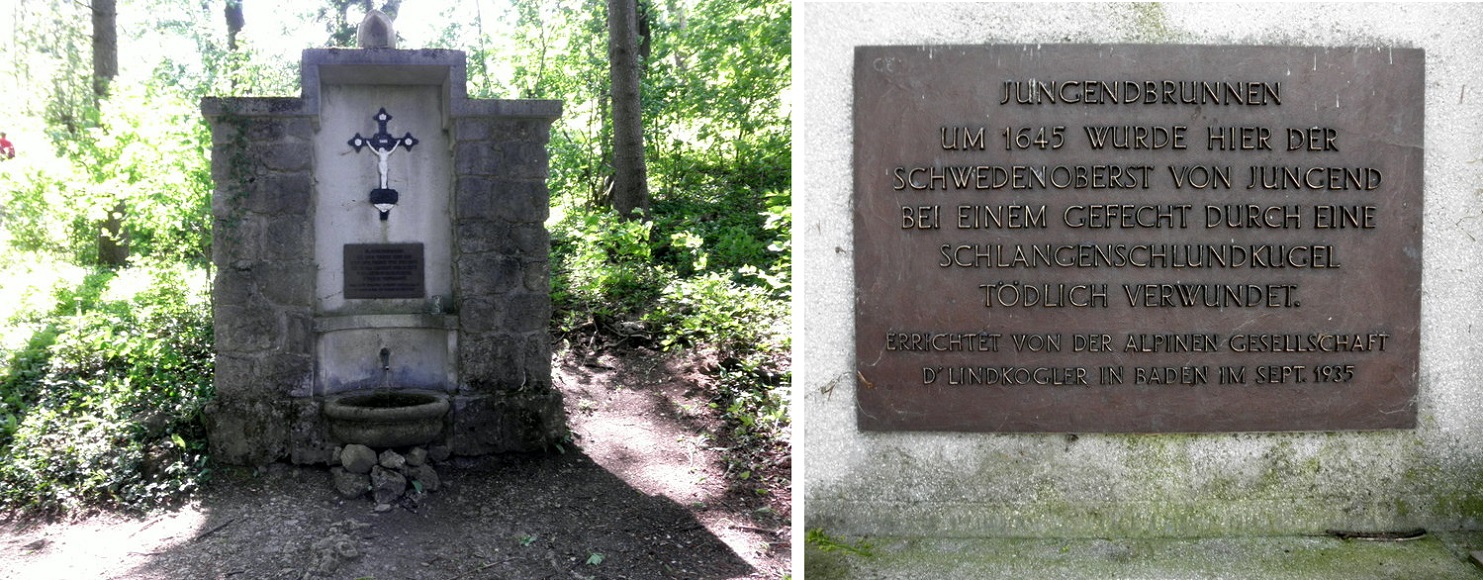 JUNGENDBRUNNEN
UM 1645 WURDE HIER DER
SCHWEDENOBERST VON JUNGEND
BEI EINEM GEFECHT DURCH EINE
SCHLANGENSCHLUNDKUGEL
TÖDLICH VERWUNDET.
ERRICHTET VON DER ALPINEN GESELLSCHAFT
D'LINDKOGLER IN BADEN IM SEPT. 1935